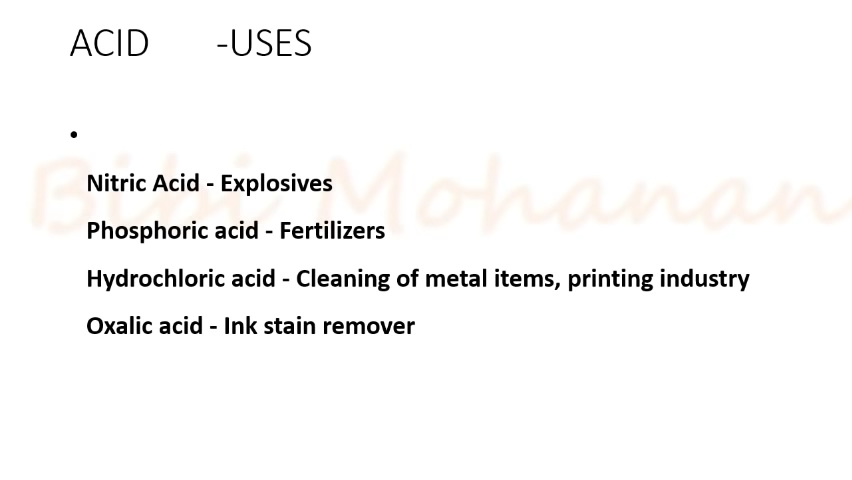 ACID -USES
•
Bibi Mohanan
Nitric Acid - Explosives
Phosphoric acid - Fertilizers
Hydrochloric acid - Cleaning of metal items, printing industry
Oxalic acid - Ink stain remover